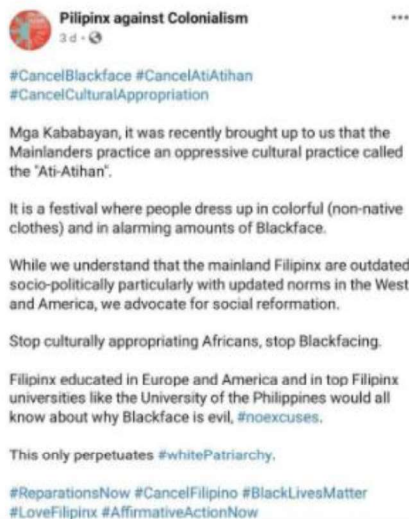 Pilipinx against Colonialism
3 d
#CancelBlackface #CancelAtiAtihan
#CancelCulturalAppropriation
Mga Kababayan, it was recently brought up to us that the
Mainlanders practice an oppressive cultural practice called
the "Ati-Atihan".
It is a festival where people dress up in colorful (non-native
clothes) and in alarming amounts of Blackface.
While we understand that the mainland Filipinx are outdated
socio-politically particularly with updated norms in the West
and America, we advocate for social reformation.
Stop culturally appropriating Africans, stop Blackfacing.
Filipinx educated in Europe and America and in top Filipinx
universities like the University of the Philippines would all
know about why Blackface is evil, #noexcuses.
This only perpetuates #whitePatriarchy.
#ReparationsNow #CancelFilipino #BlackLivesMatter
#LoveFilipinx #AffirmativeActionNow